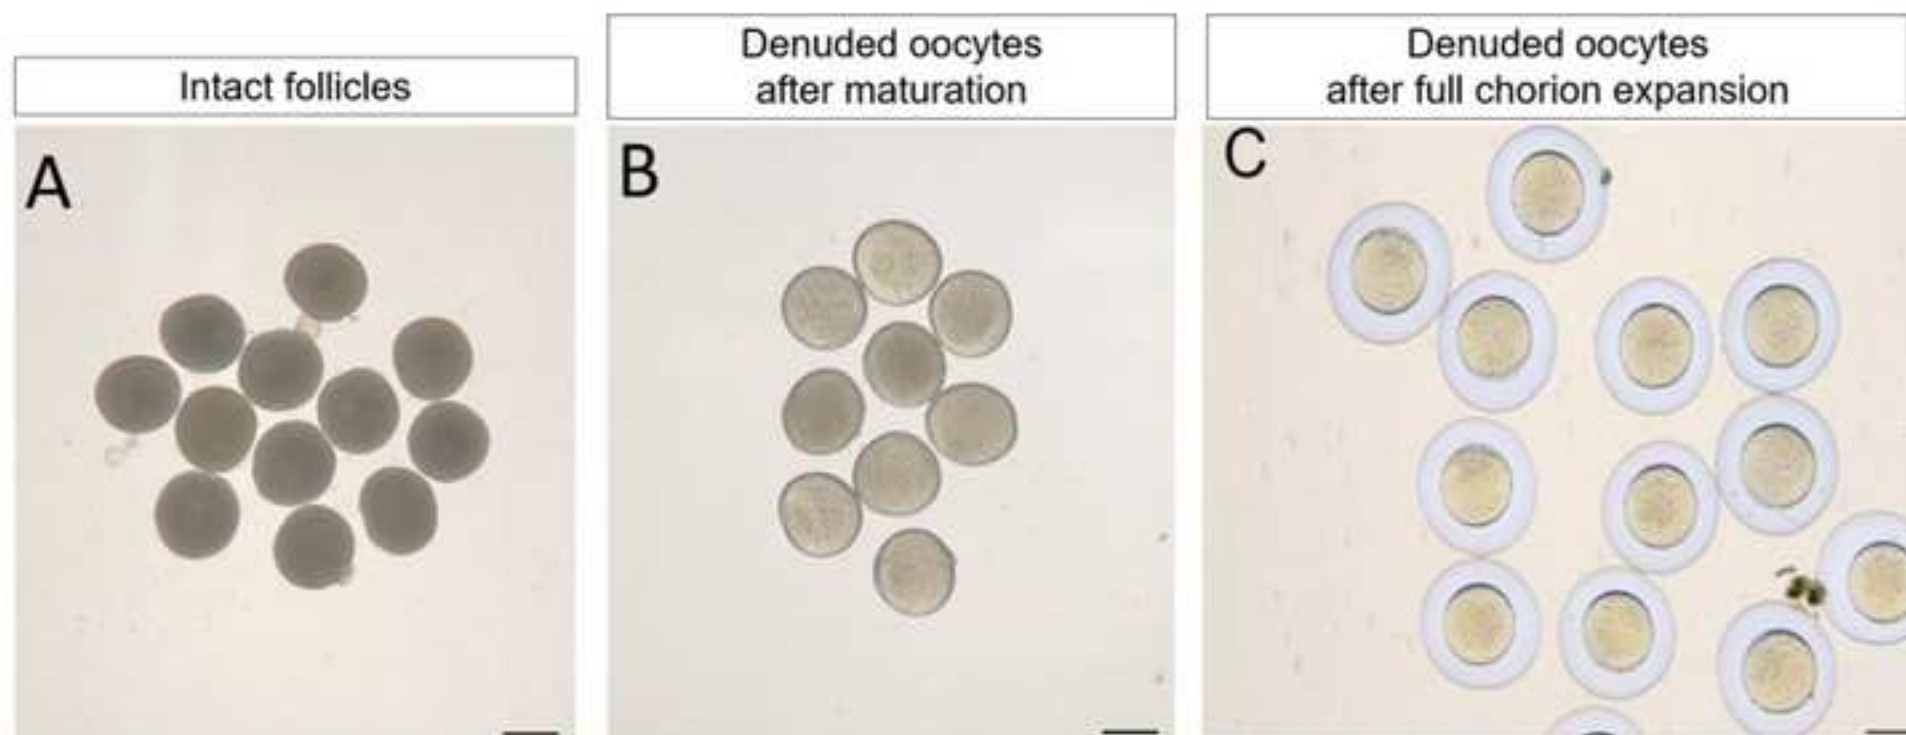 Intact follicles
Denuded oocytes
after maturation
Denuded oocytes
after full chorion expansion
A
B
C